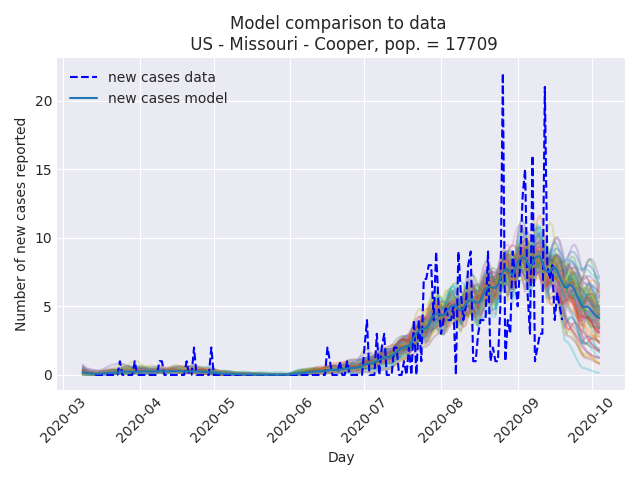 Model comparison to data
US - Missouri - Cooper, pop. = 17709
new cases data
new cases model
Number of new cases reported
20
15
10
5
0
2020-03
2020-04
2020-05
2020-06
2020-07
2020-08
2020-09
2020-10
Day